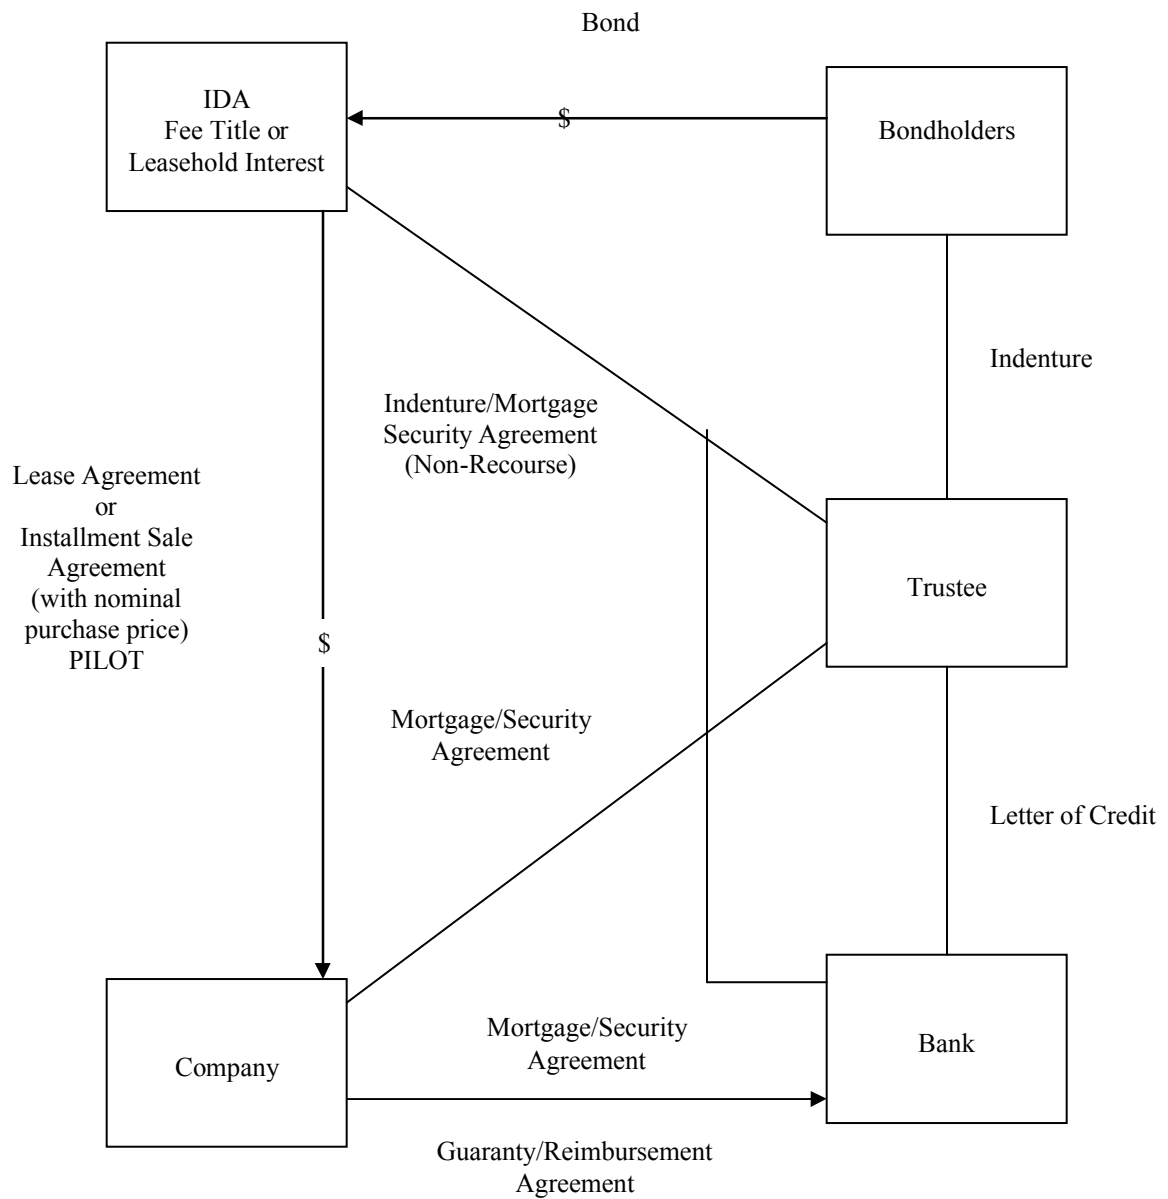 Bond
IDA
Fee Title or
Leasehold Interest
$
Bondholders
Indenture
Indenture/Mortgage
Security Agreement
(Non-Recourse)
Lease Agreement
or
Installment Sale
Agreement
(with nominal
purchase price)
PILOT
$
Trustee
Mortgage/Security
Agreement
Letter of Credit
Company
Mortgage/Security
Agreement
Bank
Guaranty/Reimbursement
Agreement